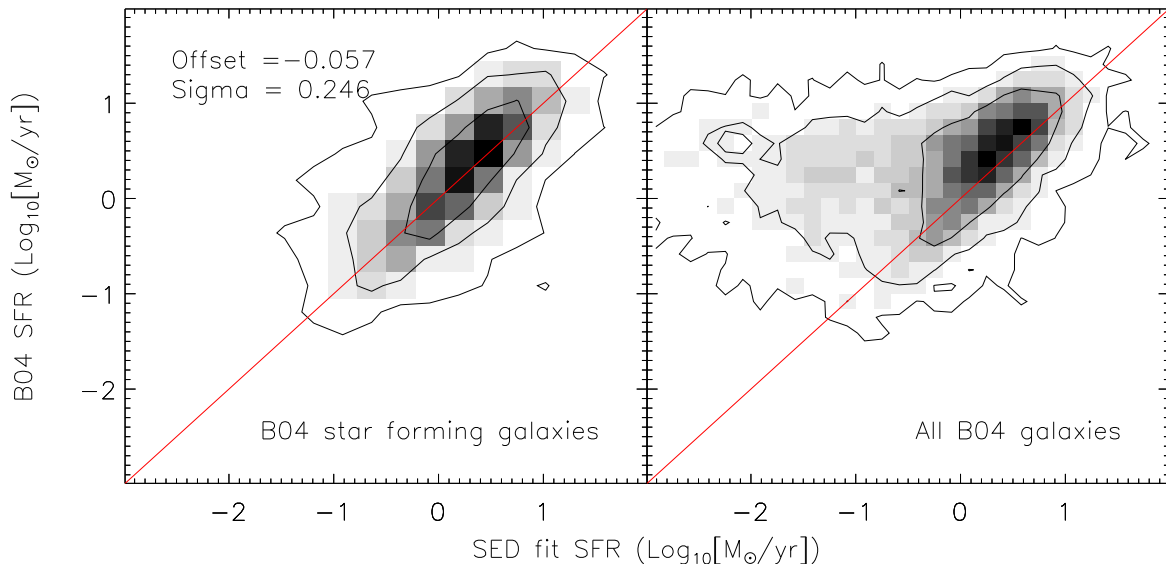 Offset =−0.057
Sigma = 0.246
B04 star forming galaxies
All B04 galaxies
B04 SFR (Log₁₀[M⊙/yr])
1
0
−1
−2
−2 −1 0 1 −2 −1 0 1
SED fit SFR (Log₁₀[M⊙/yr])